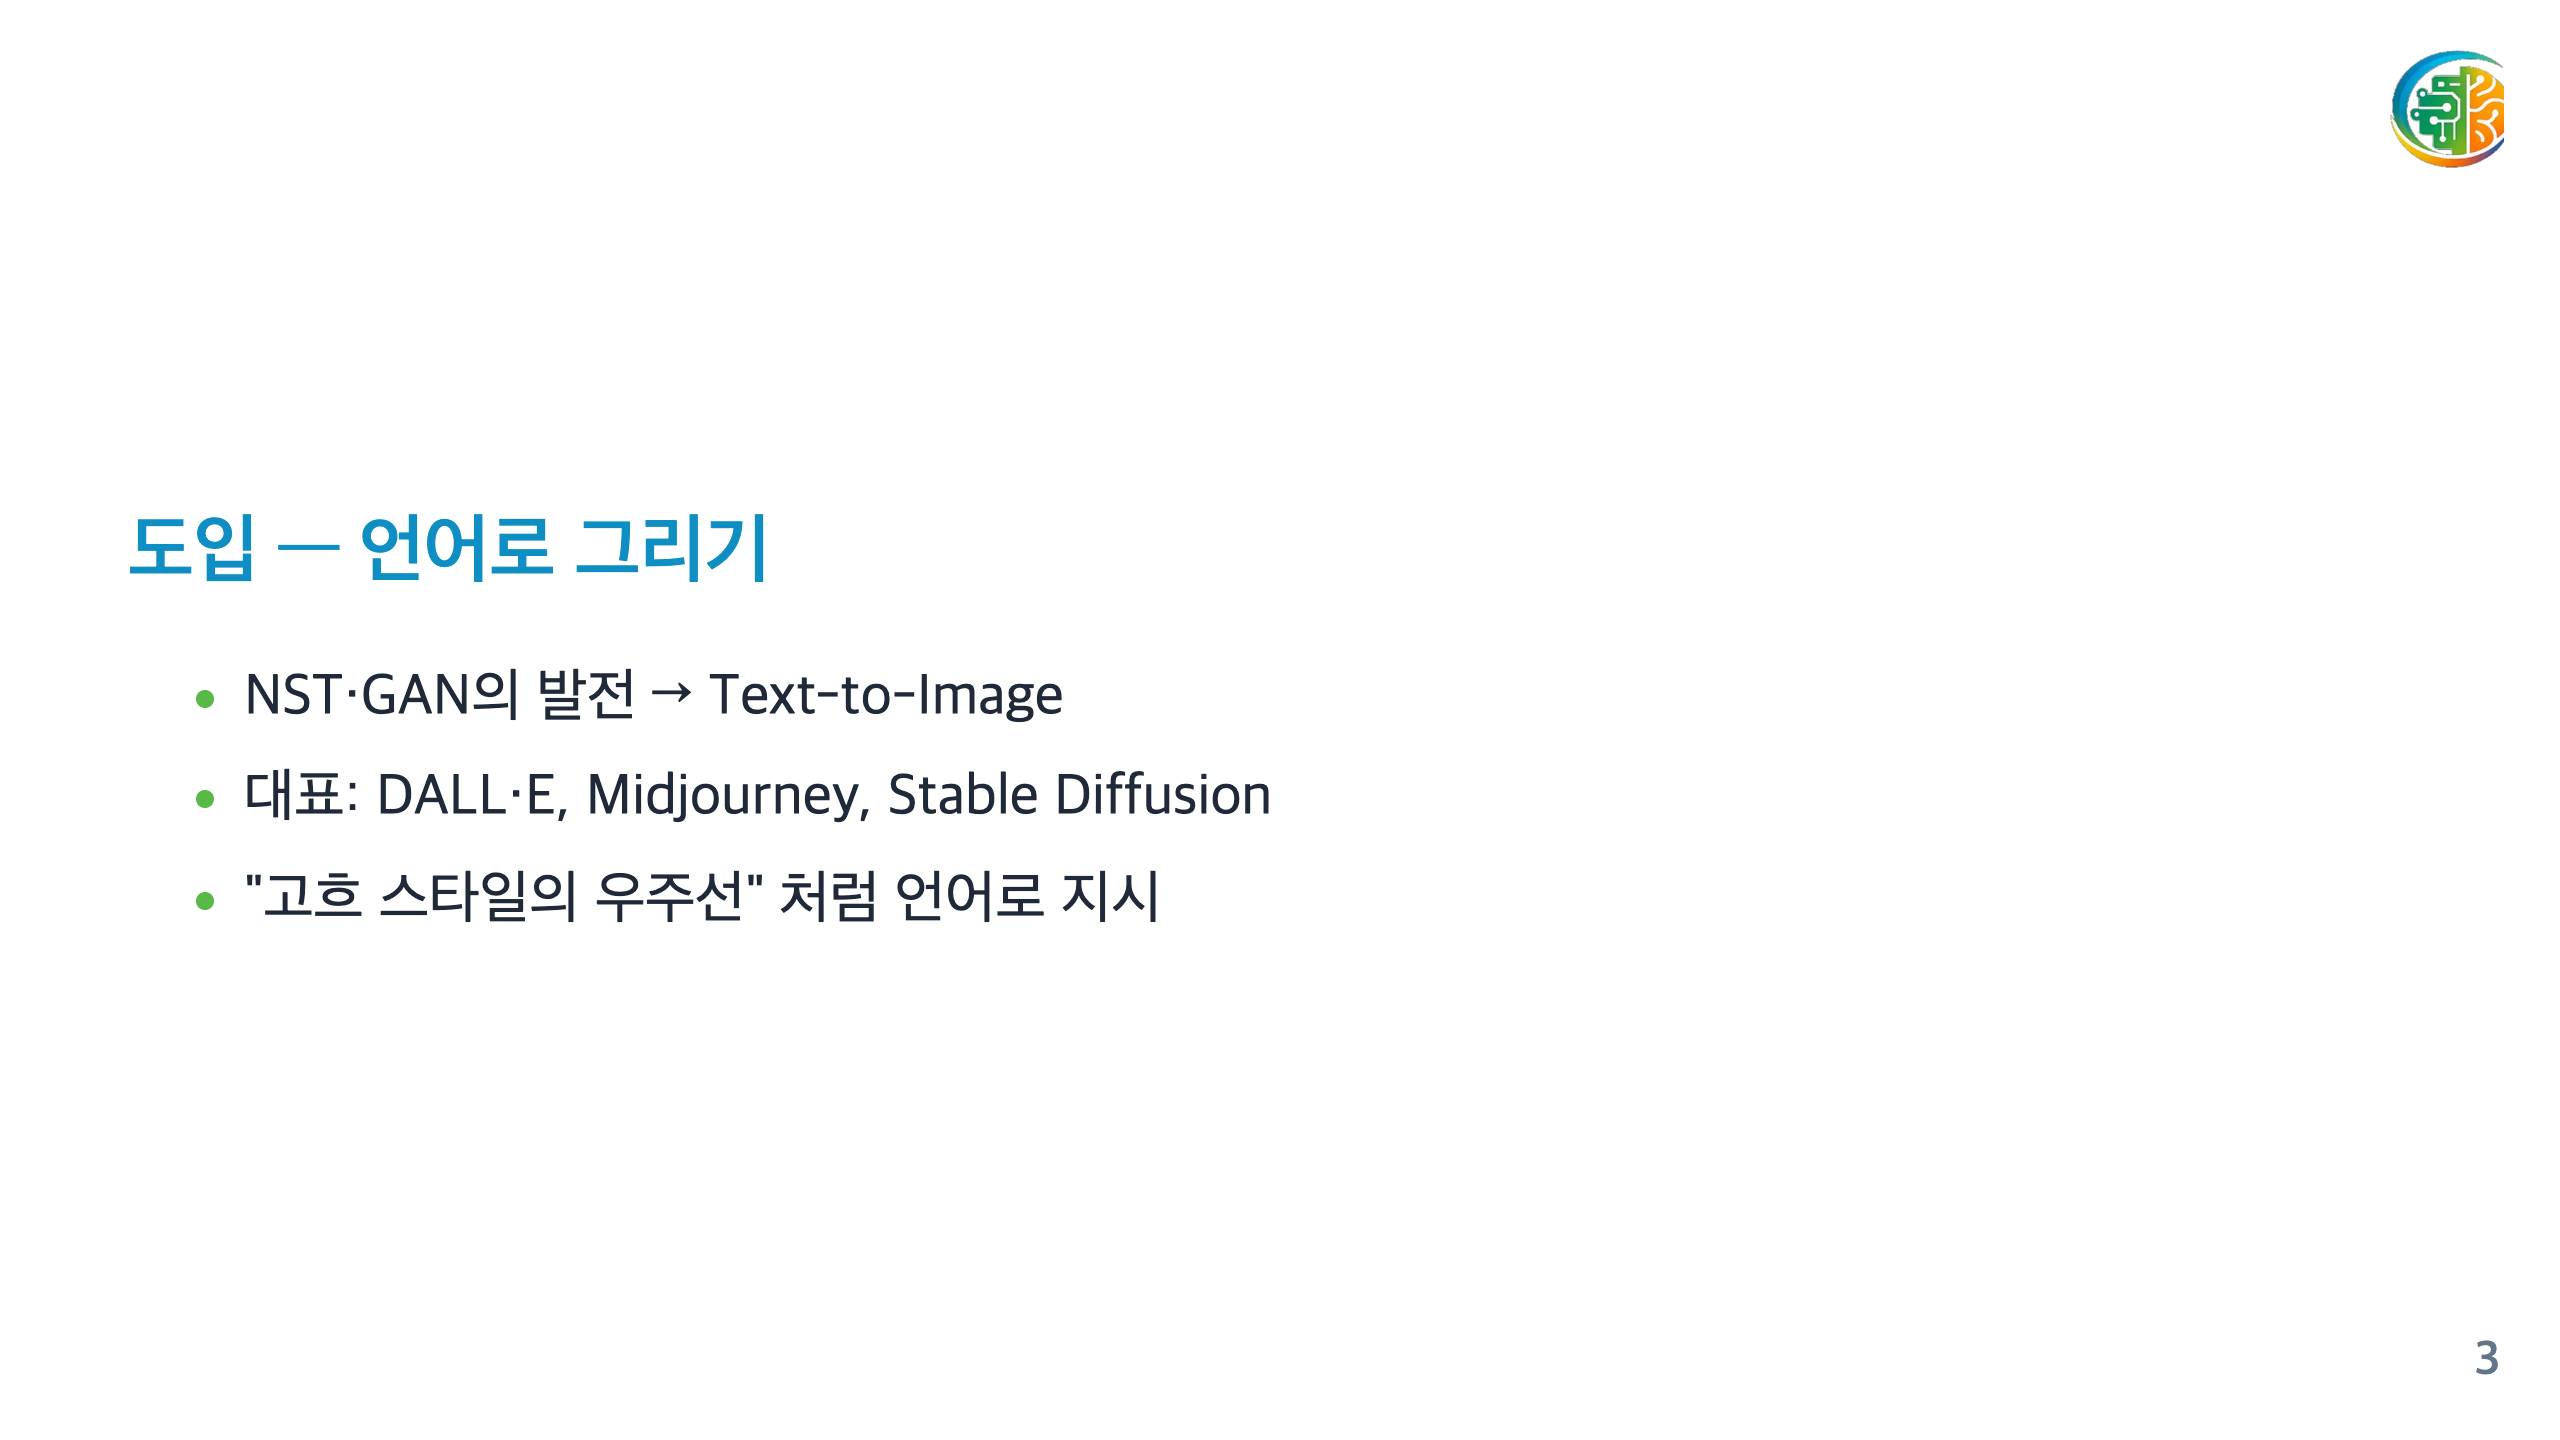 도입 — 언어로 그리기
• NST·GAN의 발전 → Text-to-Image
• 대표: DALL·E, Midjourney, Stable Diffusion
• "고흐 스타일의 우주선" 처럼 언어로 지시
3